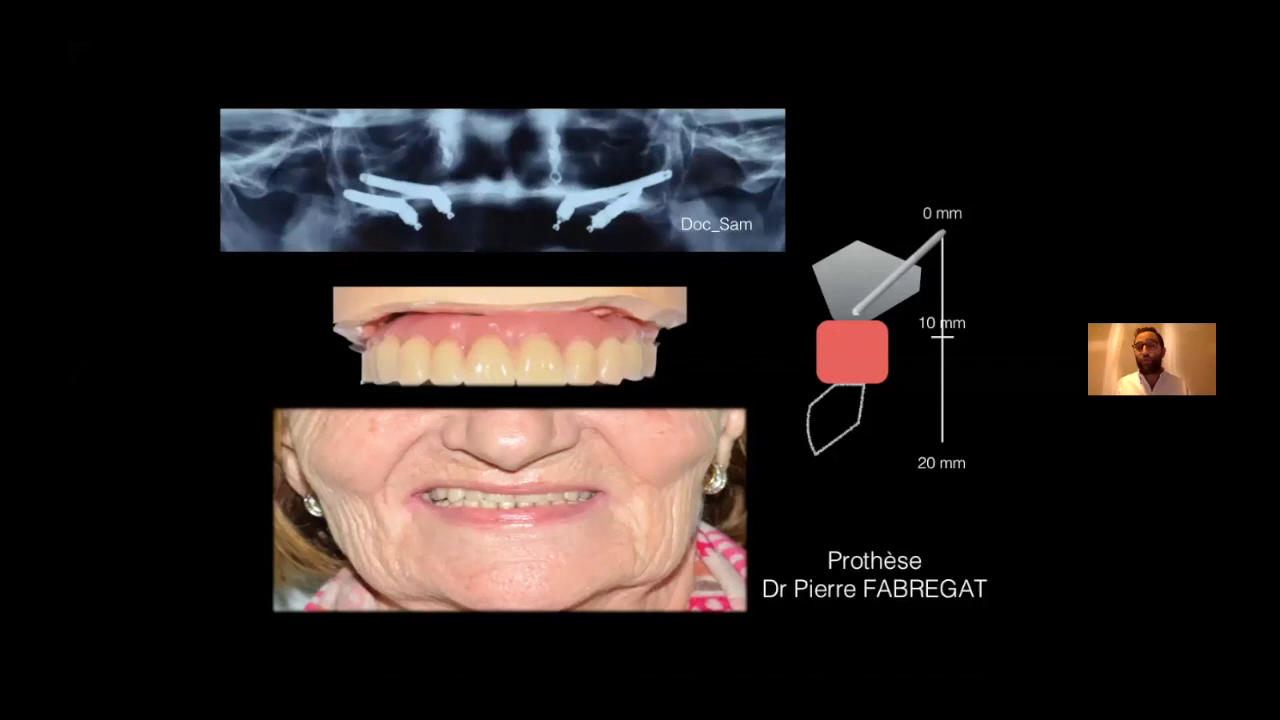 Doc_Sam
0 mm
10 mm
20 mm
Prothèse
Dr Pierre FABREGAT